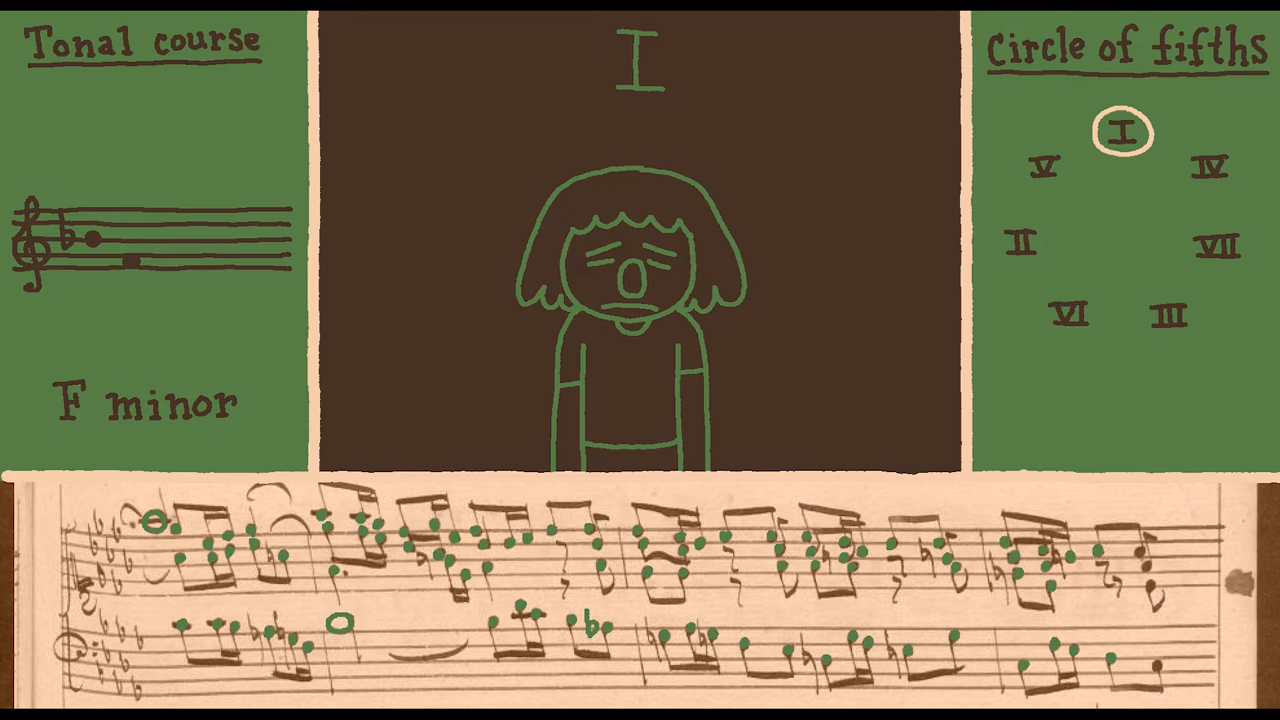 Tonal course
F minor
I
Circle of fifths
I
V IV
II VII
VI III